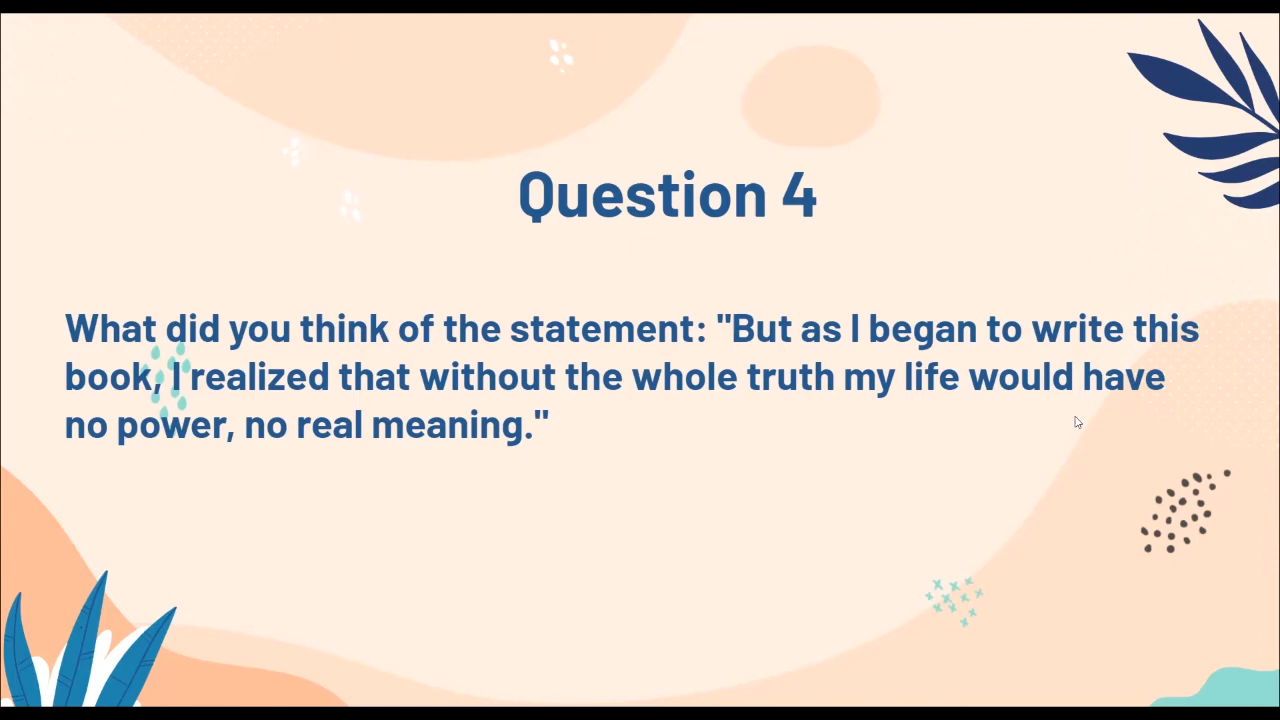 Question 4
What did you think of the statement: "But as I began to write this
book, I realized that without the whole truth my life would have
no power, no real meaning."